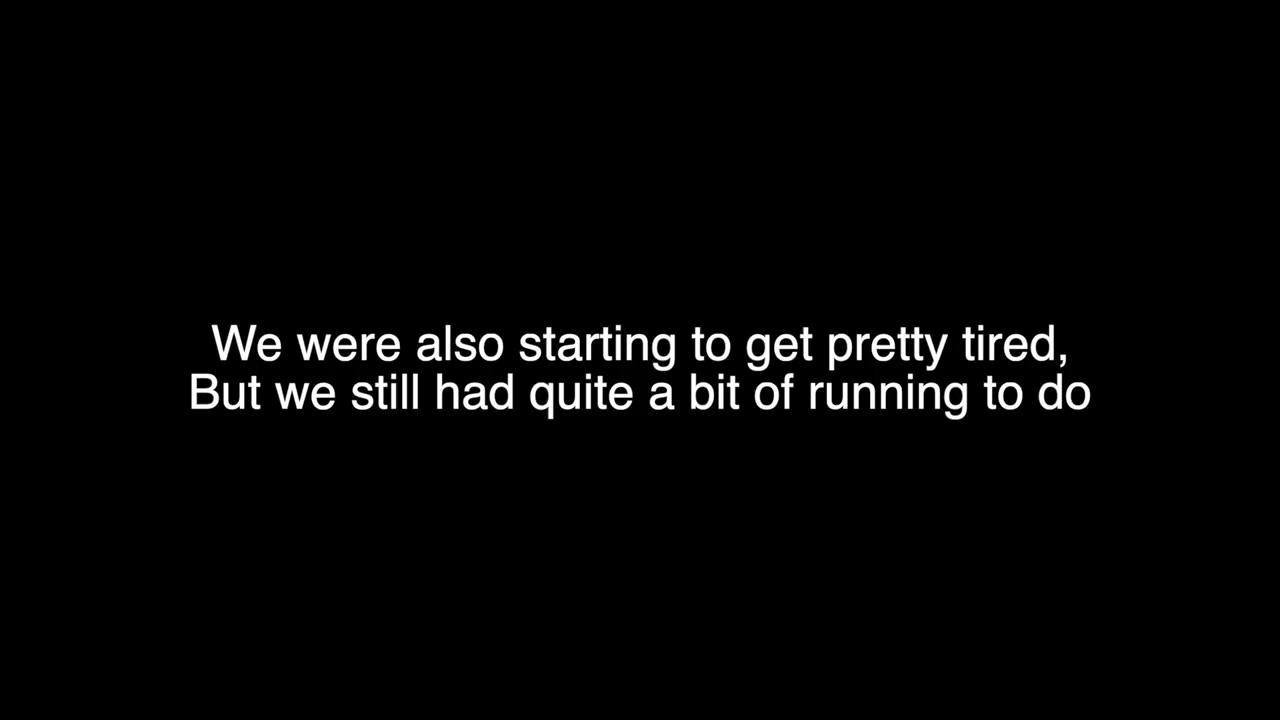 We were also starting to get pretty tired,
But we still had quite a bit of running to do